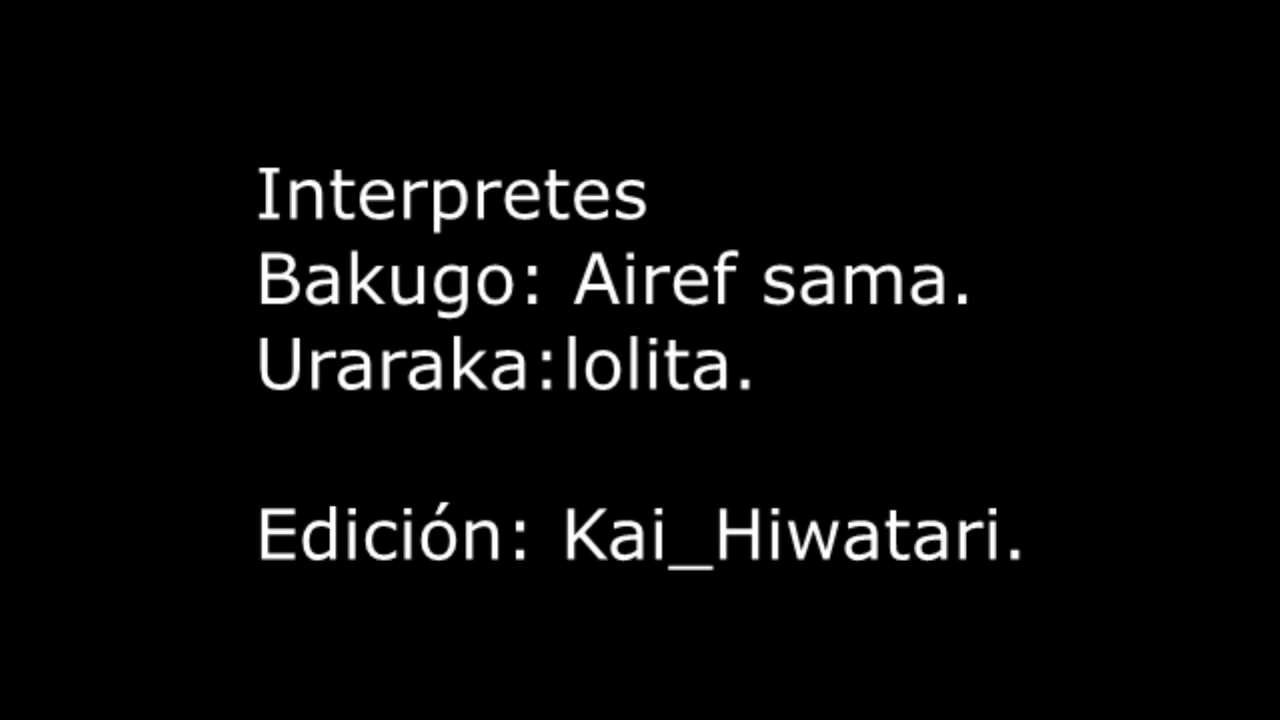 Interpretes
Bakugo: Airef sama.
Uraraka:lolita.
Edición: Kai_Hiwatari.